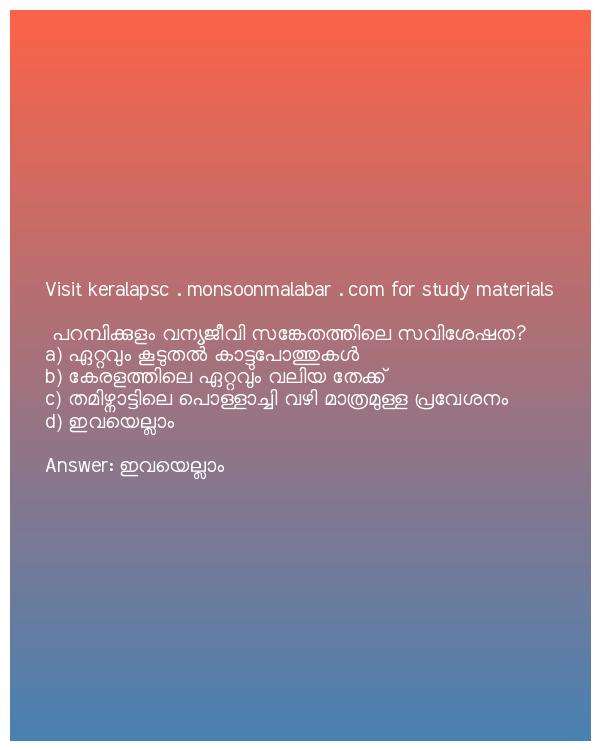 Visit keralapsc . monsoonmalabar . com for study materials
പറമ്പിക്കുളം വന്യജീവി സങ്കേതത്തിലെ സവിശേഷത?
a) ഏറ്റവും കൂടുതൽ കാട്ടുപോത്തുകൾ
b) കേരളത്തിലെ ഏറ്റവും വലിയ തേക്ക്
c) തമിഴ്നാട്ടിലെ പൊള്ളാച്ചി വഴി മാത്രമുള്ള പ്രവേശനം
d) ഇവയെല്ലാം
Answer: ഇവയെല്ലാം